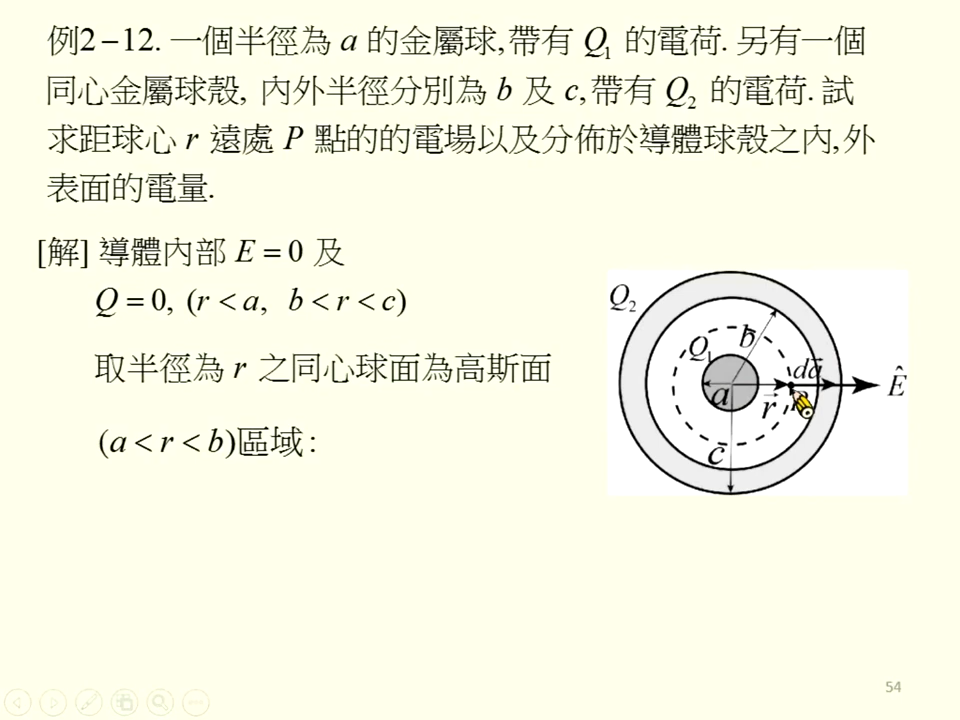 例2－12. 一個半徑為 a 的金屬球,帶有 Q₁ 的電荷. 另有一個
同心金屬球殼, 內外半徑分別為 b 及 c,帶有 Q₂ 的電荷. 試
求距球心 r 遠處 P 點的的電場以及分佈於導體球殼之內,外
表面的電量.
[解] 導體內部 E = 0 及
Q = 0, (r < a, b < r < c)
取半徑為 r 之同心球面為高斯面
(a < r < b)區域:
Q₂
Q₁
b
da⃗
Ê
a
r⃗
c
54